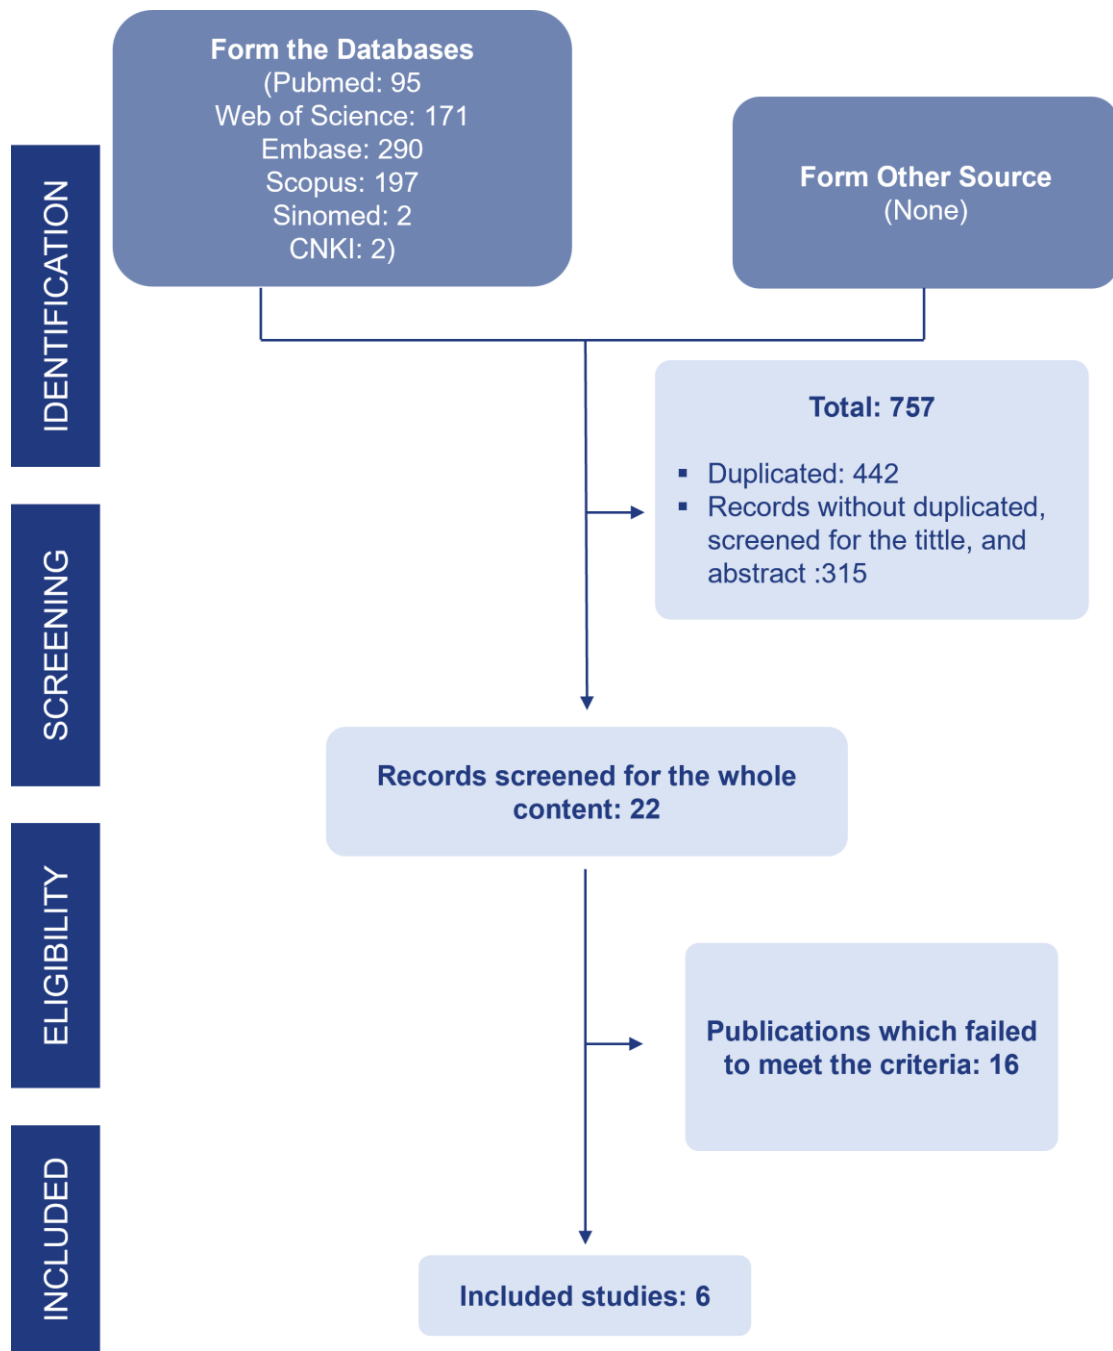 Form the Databases
(Pubmed: 95
Web of Science: 171
Embase: 290
Scopus: 197
Sinomed: 2
CNKI: 2)
Form Other Source
(None)
IDENTIFICATION
Total: 757
▪ Duplicated: 442
▪ Records without duplicated,
screened for the tittle, and
abstract :315
SCREENING
Records screened for the whole
content: 22
ELIGIBILITY
Publications which failed
to meet the criteria: 16
INCLUDED
Included studies: 6